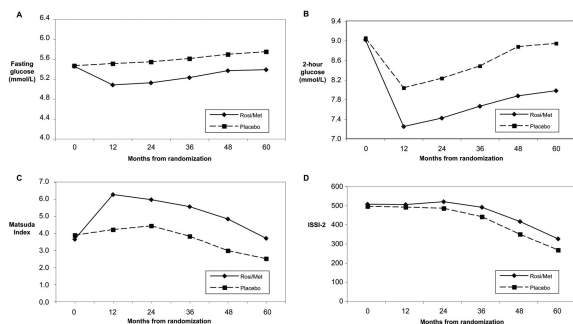 A
Fasting
glucose
(mmol/L)
6.4
6.0
5.6
5.2
4.8
4.4
4.0
0 12 24 36 48 60
Months from randomization
Rosi/Met
Placebo
B
2-hour
glucose
(mmol/L)
9.4
9.0
8.6
8.2
7.8
7.4
7.0
0 12 24 36 48 60
Months from randomization
Rosi/Met
Placebo
C
Matsuda
Index
7.0
6.0
5.0
4.0
3.0
2.0
1.0
0.0
0 12 24 36 48 60
Months from randomization
Rosi/Met
Placebo
D
ISSI-2
600
500
400
300
200
100
0
0 12 24 36 48 60
Months from randomization
Rosi/Met
Placebo